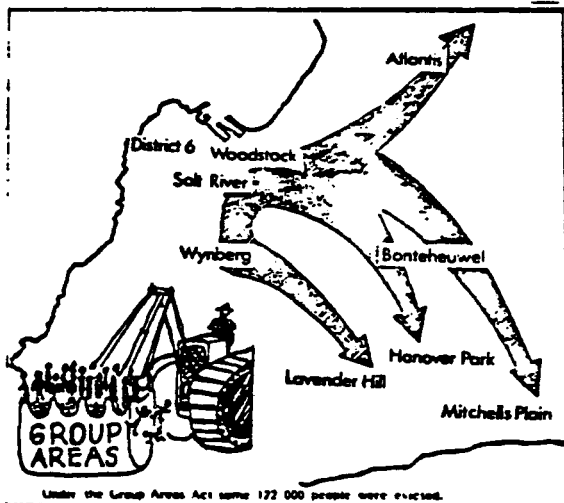 Atlantis
District 6 Woodstock
Salt River
Wynberg
Bonteheuwel
Hanover Park
Lavender Hill
Mitchells Plain
GROUP
AREAS
Under the Group Areas Act some 172 000 people were evicted.